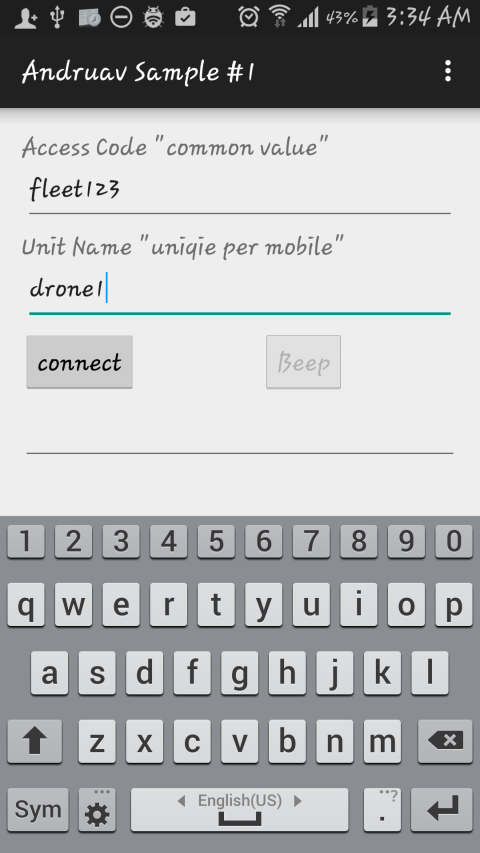 43% 3:34 AM
Andruav Sample #1
Access Code "common value"
fleet123
Unit Name "uniqie per mobile"
drone1
connect Beep
1 2 3 4 5 6 7 8 9 0
q w e r t y u i o p
a s d f g h j k l
z x c v b n m
Sym English(US) . ,,?